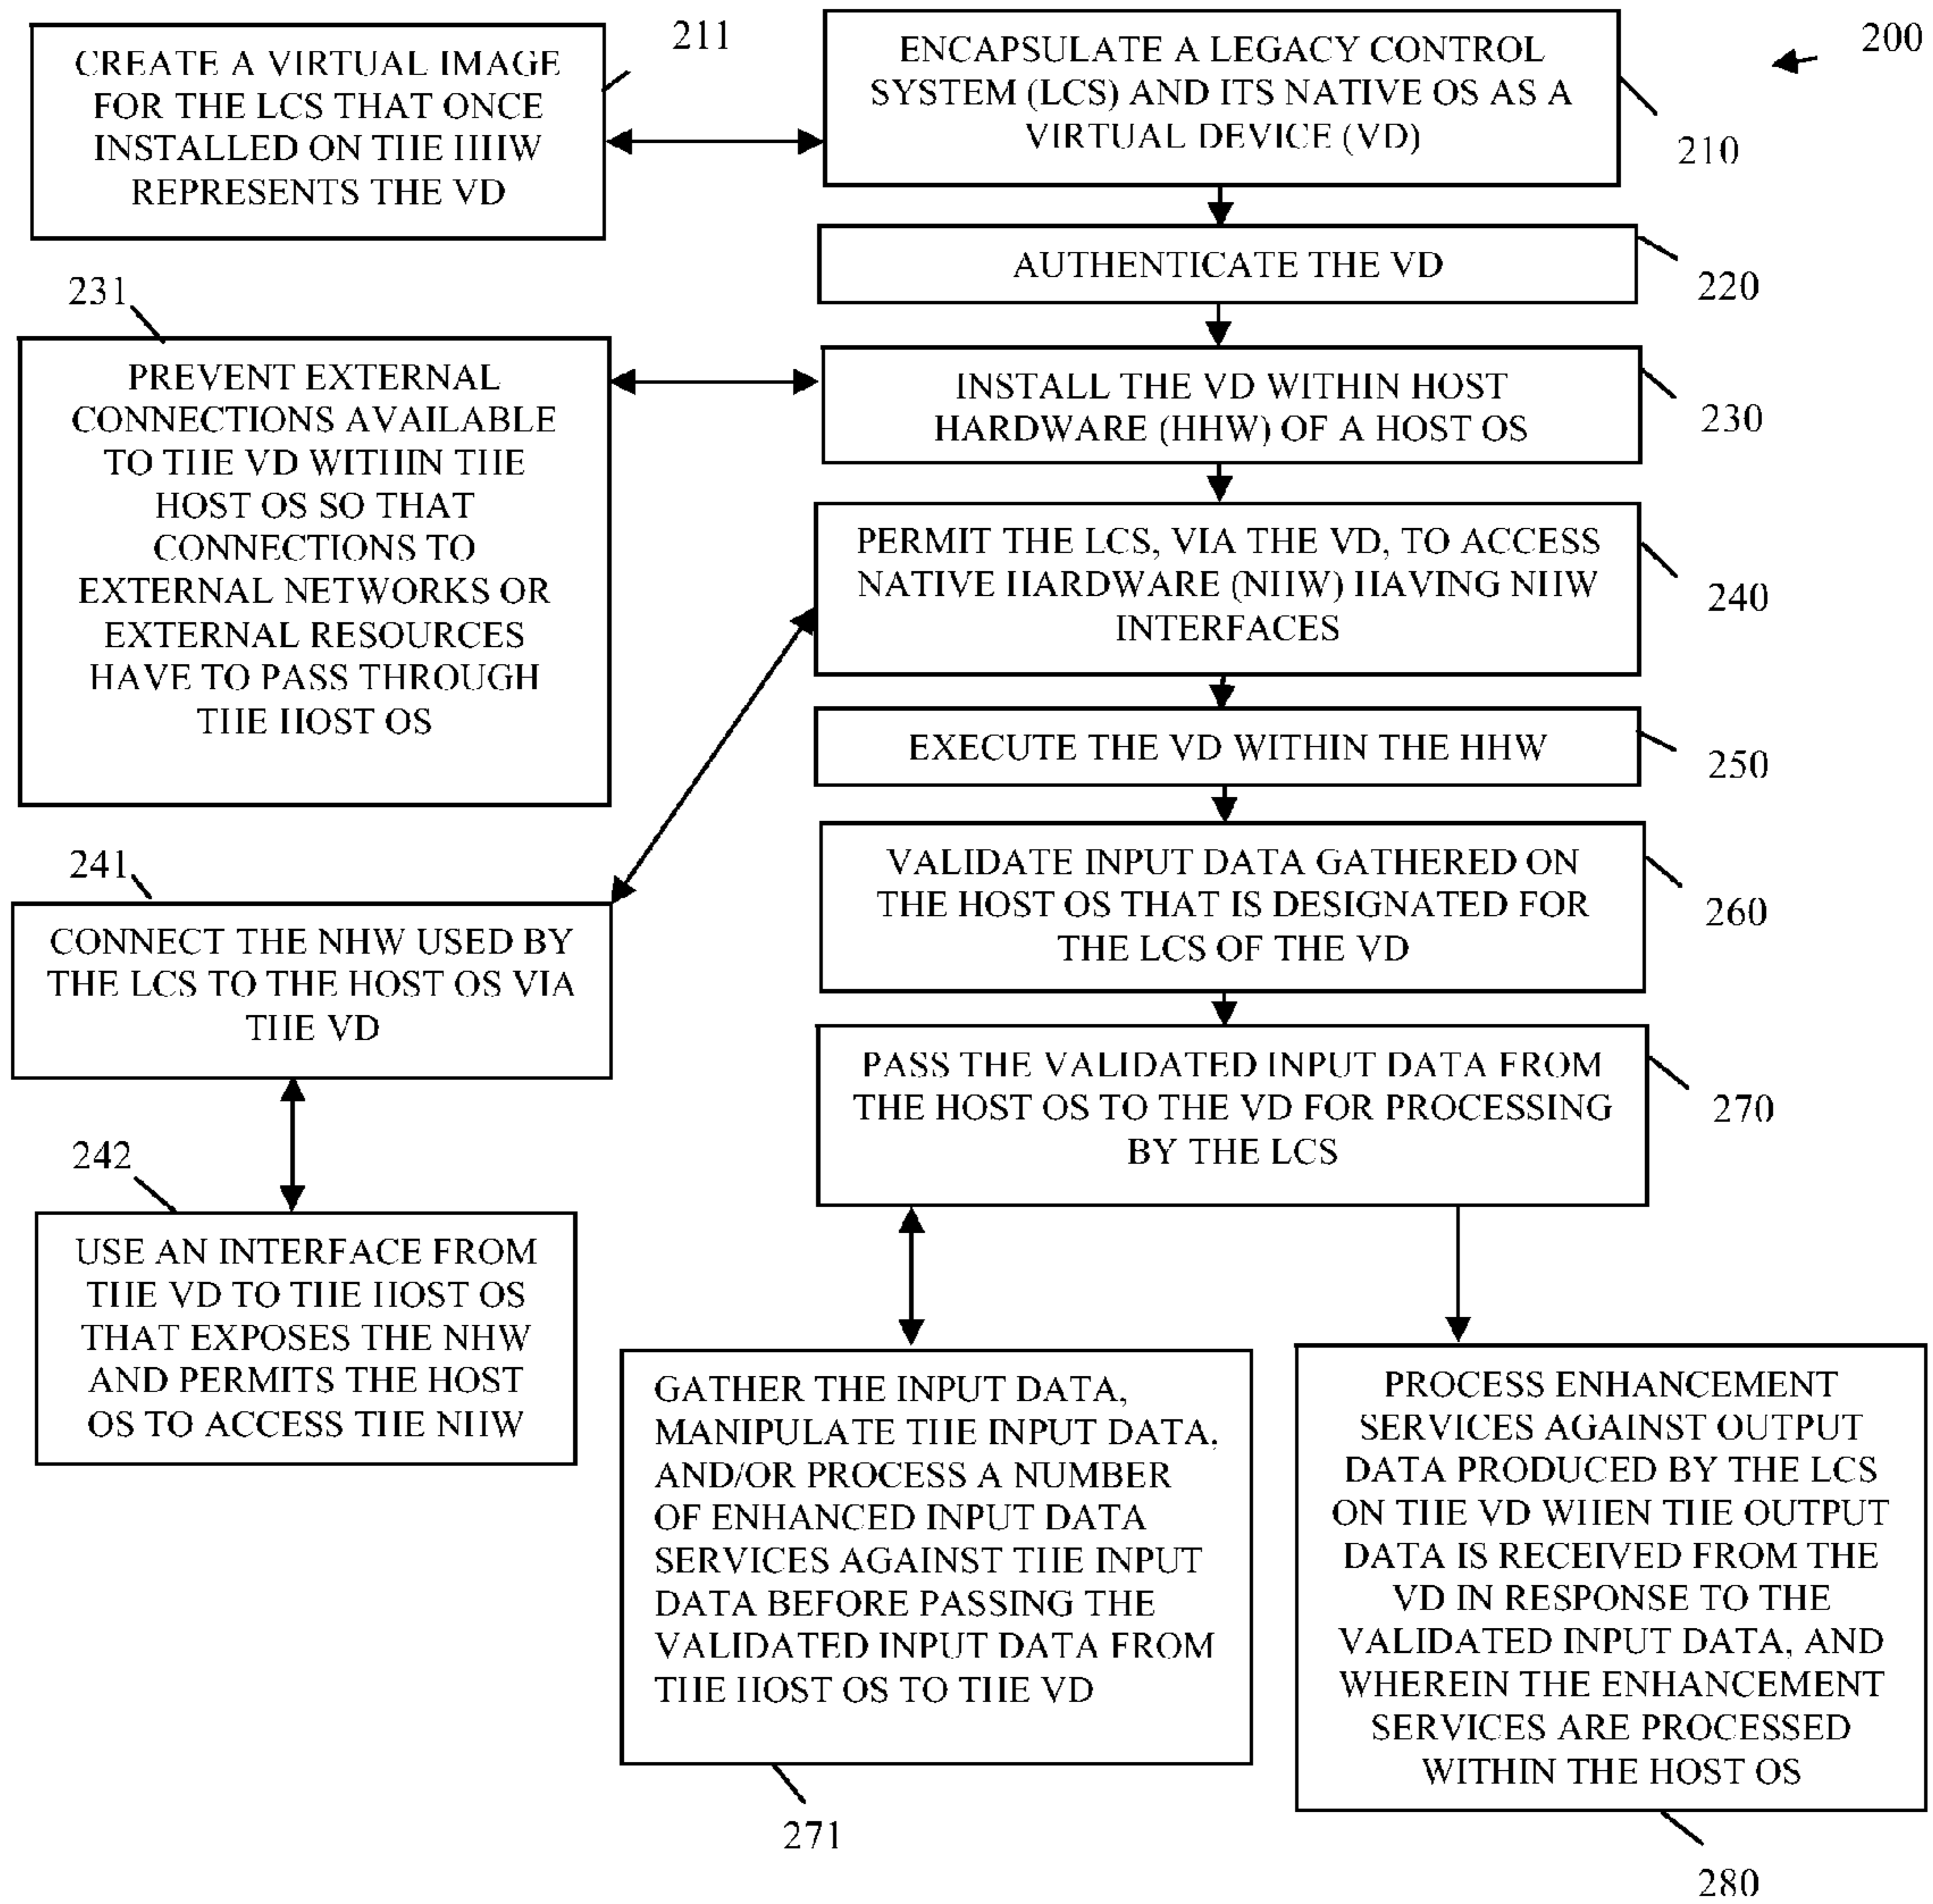 200
211
CREATE A VIRTUAL IMAGE
FOR THE LCS THAT ONCE
INSTALLED ON THE HHW
REPRESENTS THE VD
ENCAPSULATE A LEGACY CONTROL
SYSTEM (LCS) AND ITS NATIVE OS AS A
VIRTUAL DEVICE (VD)
210
AUTHENTICATE THE VD
220
231
PREVENT EXTERNAL
CONNECTIONS AVAILABLE
TO THE VD WITHIN THE
HOST OS SO THAT
CONNECTIONS TO
EXTERNAL NETWORKS OR
EXTERNAL RESOURCES
HAVE TO PASS THROUGH
THE HOST OS
INSTALL THE VD WITHIN HOST
HARDWARE (HHW) OF A HOST OS
230
PERMIT THE LCS, VIA THE VD, TO ACCESS
NATIVE HARDWARE (NHW) HAVING NHW
INTERFACES
240
EXECUTE THE VD WITHIN THE HHW
250
241
CONNECT THE NHW USED BY
THE LCS TO THE HOST OS VIA
THE VD
VALIDATE INPUT DATA GATHERED ON
THE HOST OS THAT IS DESIGNATED FOR
THE LCS OF THE VD
260
PASS THE VALIDATED INPUT DATA FROM
THE HOST OS TO THE VD FOR PROCESSING
BY THE LCS
270
242
USE AN INTERFACE FROM
THE VD TO THE HOST OS
THAT EXPOSES THE NHW
AND PERMITS THE HOST
OS TO ACCESS THE NHW
GATHER THE INPUT DATA,
MANIPULATE THE INPUT DATA,
AND/OR PROCESS A NUMBER
OF ENHANCED INPUT DATA
SERVICES AGAINST THE INPUT
DATA BEFORE PASSING THE
VALIDATED INPUT DATA FROM
THE HOST OS TO THE VD
271
PROCESS ENHANCEMENT
SERVICES AGAINST OUTPUT
DATA PRODUCED BY THE LCS
ON THE VD WHEN THE OUTPUT
DATA IS RECEIVED FROM THE
VD IN RESPONSE TO THE
VALIDATED INPUT DATA, AND
WHEREIN THE ENHANCEMENT
SERVICES ARE PROCESSED
WITHIN THE HOST OS
280